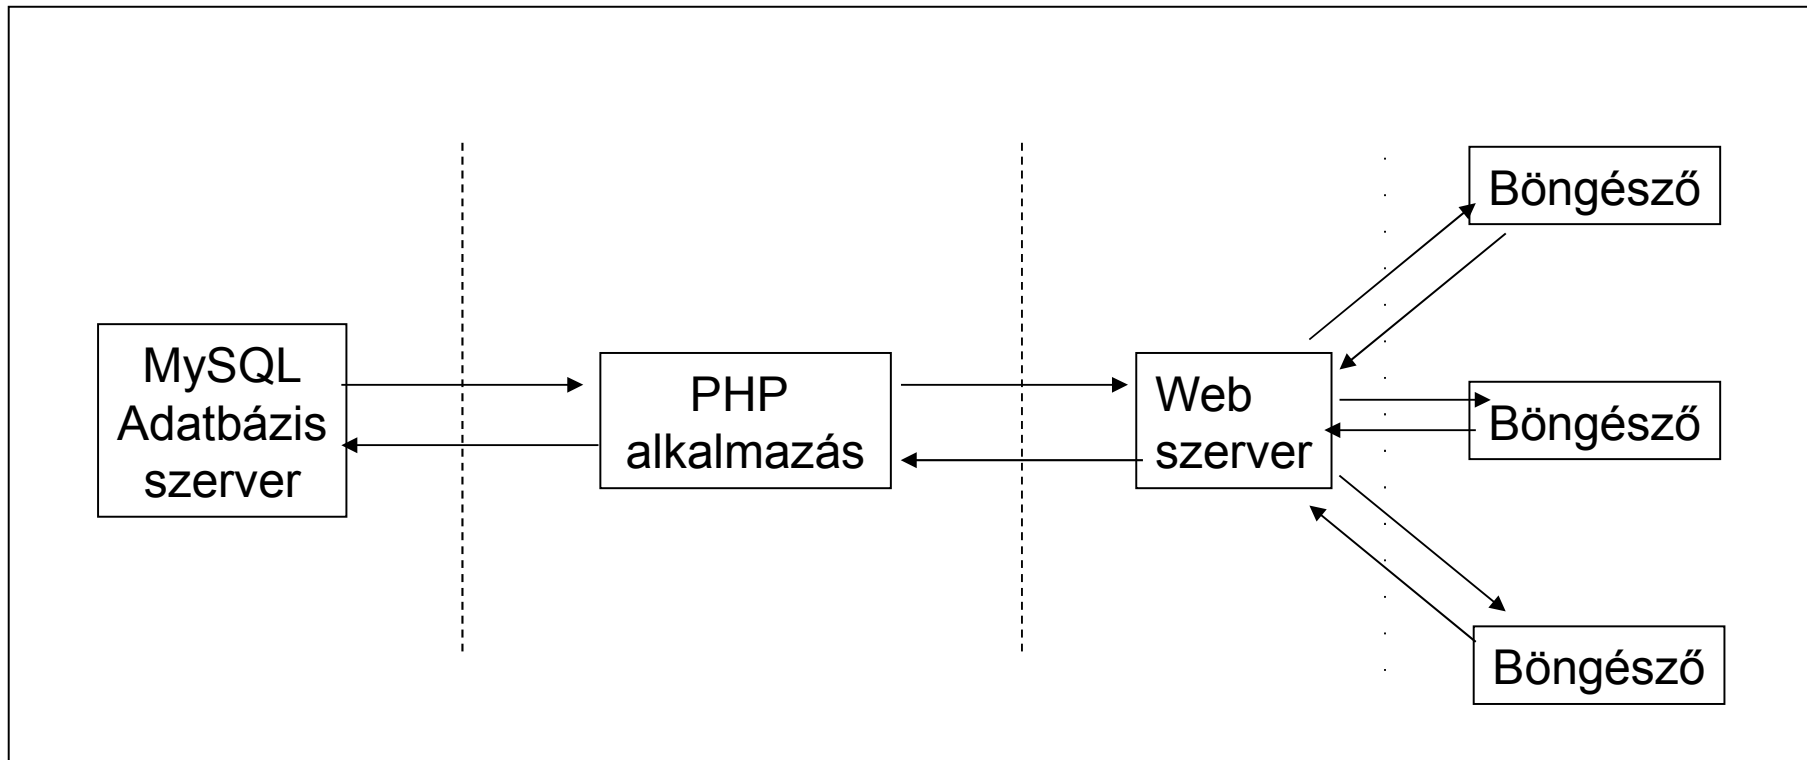 MySQL
Adatbázis
szerver
PHP
alkalmazás
Web
szerver
Böngésző
Böngésző
Böngésző